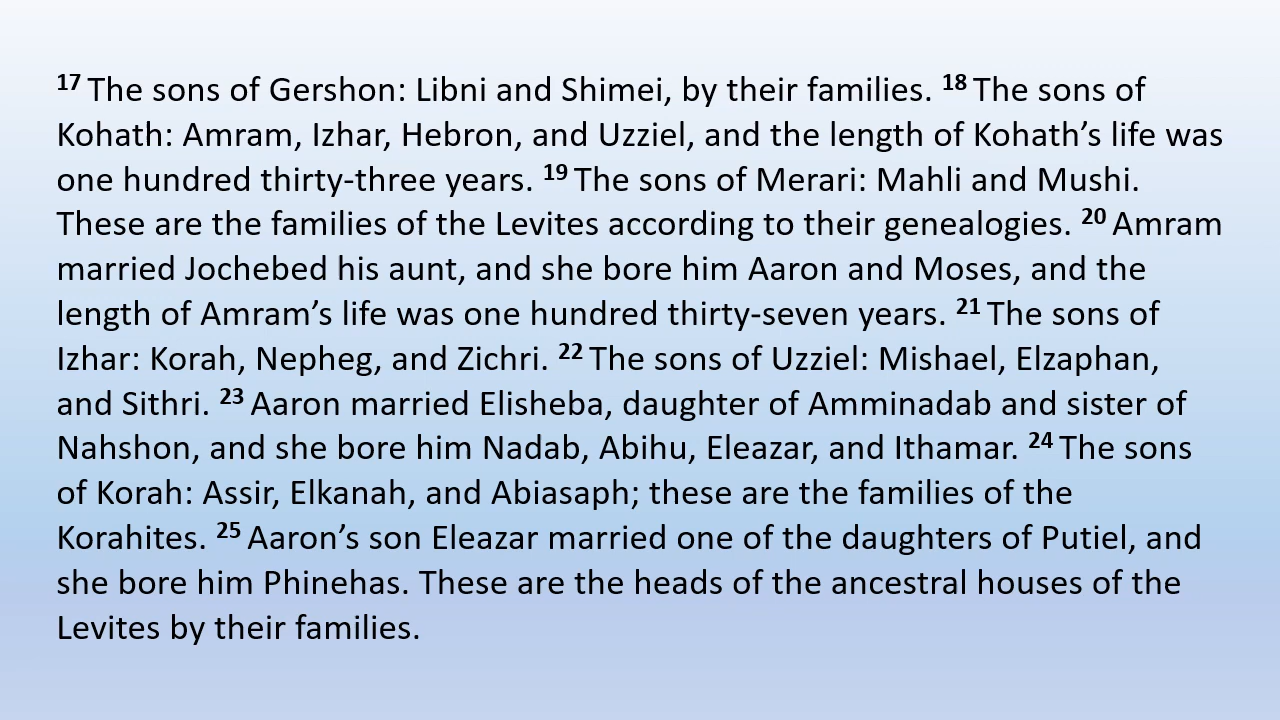 17 The sons of Gershon: Libni and Shimei, by their families. 18 The sons of
Kohath: Amram, Izhar, Hebron, and Uzziel, and the length of Kohath’s life was
one hundred thirty-three years. 19 The sons of Merari: Mahli and Mushi.
These are the families of the Levites according to their genealogies. 20 Amram
married Jochebed his aunt, and she bore him Aaron and Moses, and the
length of Amram’s life was one hundred thirty-seven years. 21 The sons of
Izhar: Korah, Nepheg, and Zichri. 22 The sons of Uzziel: Mishael, Elzaphan,
and Sithri. 23 Aaron married Elisheba, daughter of Amminadab and sister of
Nahshon, and she bore him Nadab, Abihu, Eleazar, and Ithamar. 24 The sons
of Korah: Assir, Elkanah, and Abiasaph; these are the families of the
Korahites. 25 Aaron’s son Eleazar married one of the daughters of Putiel, and
she bore him Phinehas. These are the heads of the ancestral houses of the
Levites by their families.